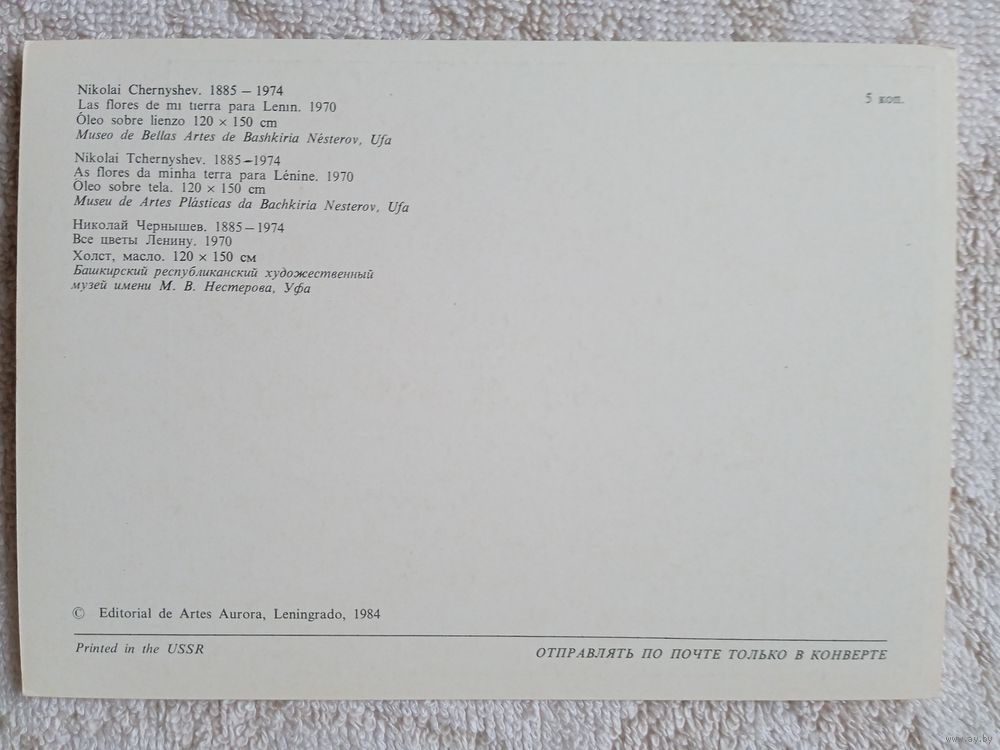 Nikolai Chernyshev. 1885 — 1974
Las flores de mi tierra para Lenin. 1970
Óleo sobre lienzo 120 × 150 cm
Museo de Bellas Artes de Bashkiria Nésterov, Ufa
5 коп.
Nikolai Tchernyshev. 1885—1974
As flores da minha terra para Lénine. 1970
Óleo sobre tela. 120 × 150 cm
Museu de Artes Plásticas da Bachkiria Nesterov, Ufa
Николай Чернышев. 1885—1974
Все цветы Ленину. 1970
Холст, масло. 120 × 150 см
Башкирский республиканский художественный
музей имени М. В. Нестерова, Уфа
© Editorial de Artes Aurora, Leningrado, 1984
Printed in the USSR
ОТПРАВЛЯТЬ ПО ПОЧТЕ ТОЛЬКО В КОНВЕРТЕ
www.ay.by